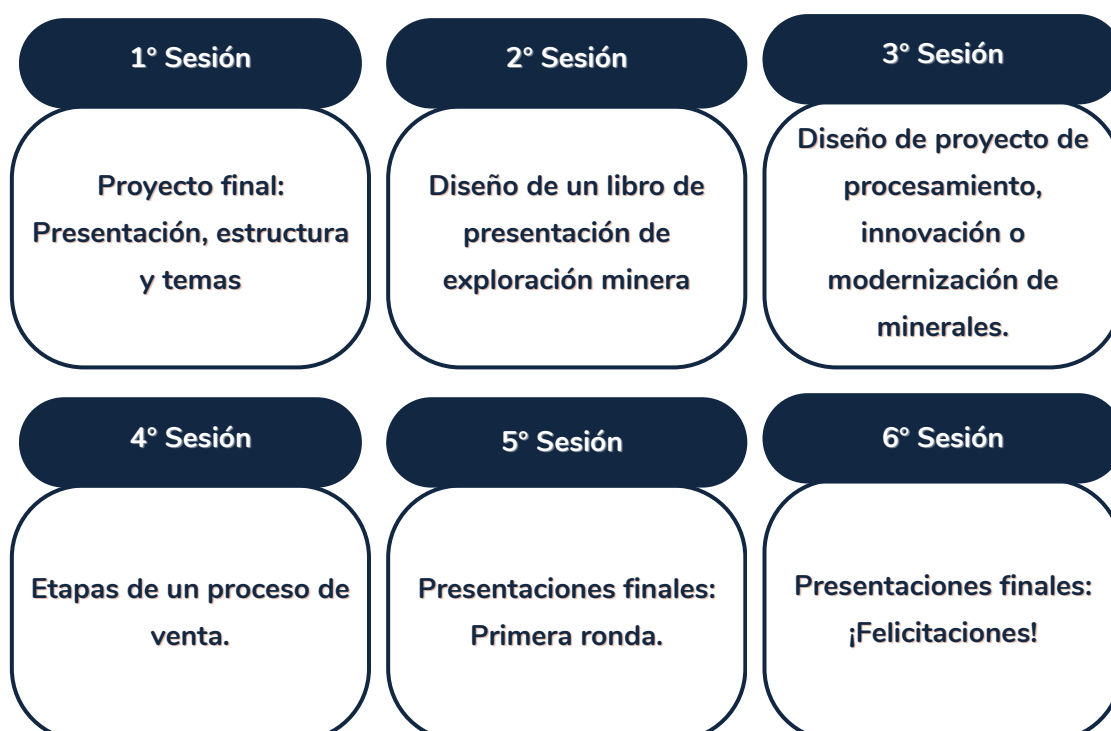 1° Sesión
Proyecto final:
Presentación, estructura
y temas
2° Sesión
Diseño de un libro de
presentación de
exploración minera
3° Sesión
Diseño de proyecto de
procesamiento,
innovación o
modernización de
minerales.
4° Sesión
Etapas de un proceso de
venta.
5° Sesión
Presentaciones finales:
Primera ronda.
6° Sesión
Presentaciones finales:
¡Felicitaciones!